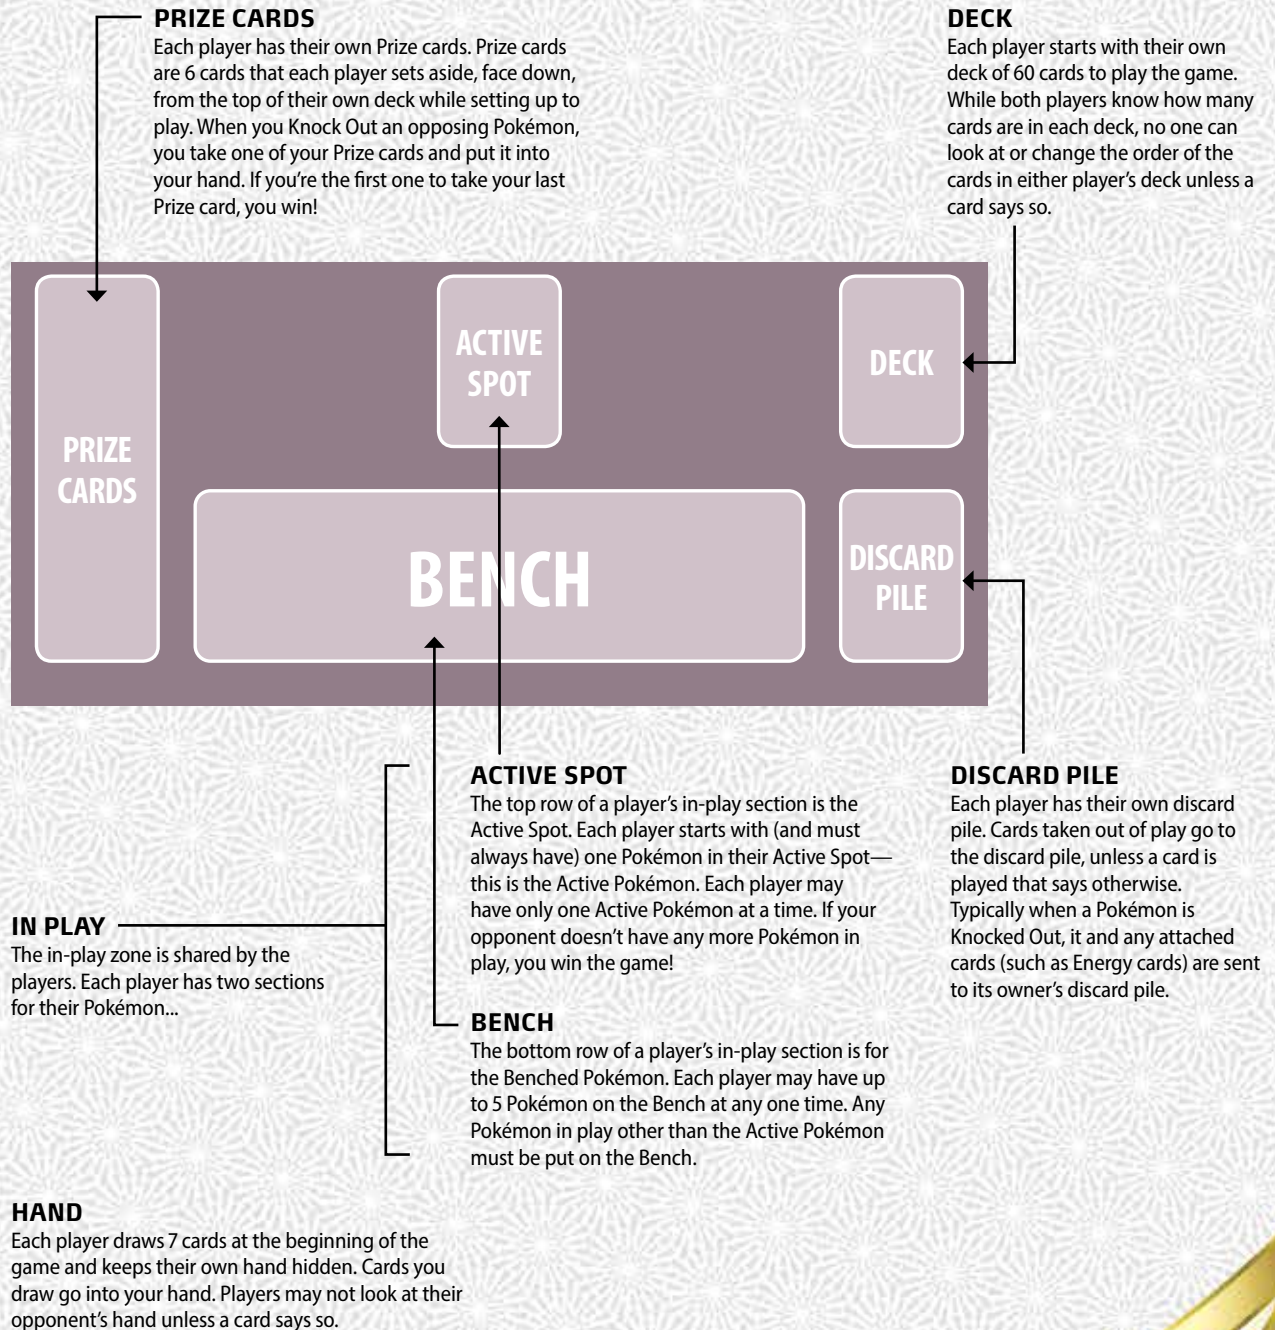 PRIZE CARDS
Each player has their own Prize cards. Prize cards
are 6 cards that each player sets aside, face down,
from the top of their own deck while setting up to
play. When you Knock Out an opposing Pokémon,
you take one of your Prize cards and put it into
your hand. If you're the first one to take your last
Prize card, you win!
DECK
Each player starts with their own
deck of 60 cards to play the game.
While both players know how many
cards are in each deck, no one can
look at or change the order of the
cards in either player's deck unless a
card says so.
PRIZE
CARDS
ACTIVE
SPOT
DECK
BENCH
DISCARD
PILE
IN PLAY
The in-play zone is shared by the
players. Each player has two sections
for their Pokémon...
ACTIVE SPOT
The top row of a player's in-play section is the
Active Spot. Each player starts with (and must
always have) one Pokémon in their Active Spot—
this is the Active Pokémon. Each player may
have only one Active Pokémon at a time. If your
opponent doesn't have any more Pokémon in
play, you win the game!
BENCH
The bottom row of a player's in-play section is for
the Benched Pokémon. Each player may have up
to 5 Pokémon on the Bench at any one time. Any
Pokémon in play other than the Active Pokémon
must be put on the Bench.
DISCARD PILE
Each player has their own discard
pile. Cards taken out of play go to
the discard pile, unless a card is
played that says otherwise.
Typically when a Pokémon is
Knocked Out, it and any attached
cards (such as Energy cards) are sent
to its owner's discard pile.
HAND
Each player draws 7 cards at the beginning of the
game and keeps their own hand hidden. Cards you
draw go into your hand. Players may not look at their
opponent's hand unless a card says so.